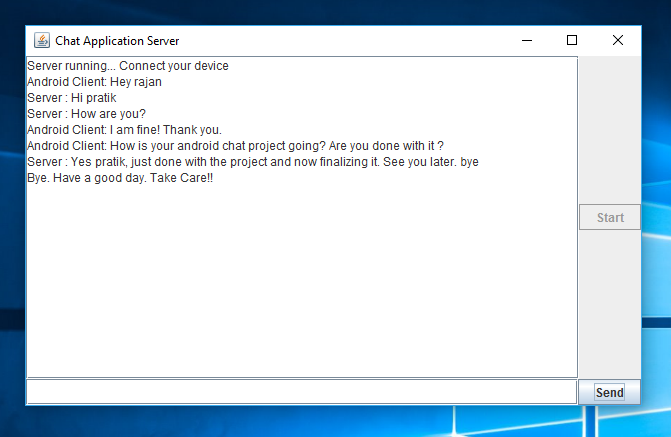 Chat Application Server
Server running... Connect your device
Android Client: Hey rajan
Server : Hi pratik
Server : How are you?
Android Client: I am fine! Thank you.
Android Client: How is your android chat project going? Are you done with it ?
Server : Yes pratik, just done with the project and now finalizing it. See you later. bye
Bye. Have a good day. Take Care!!
Start
Send